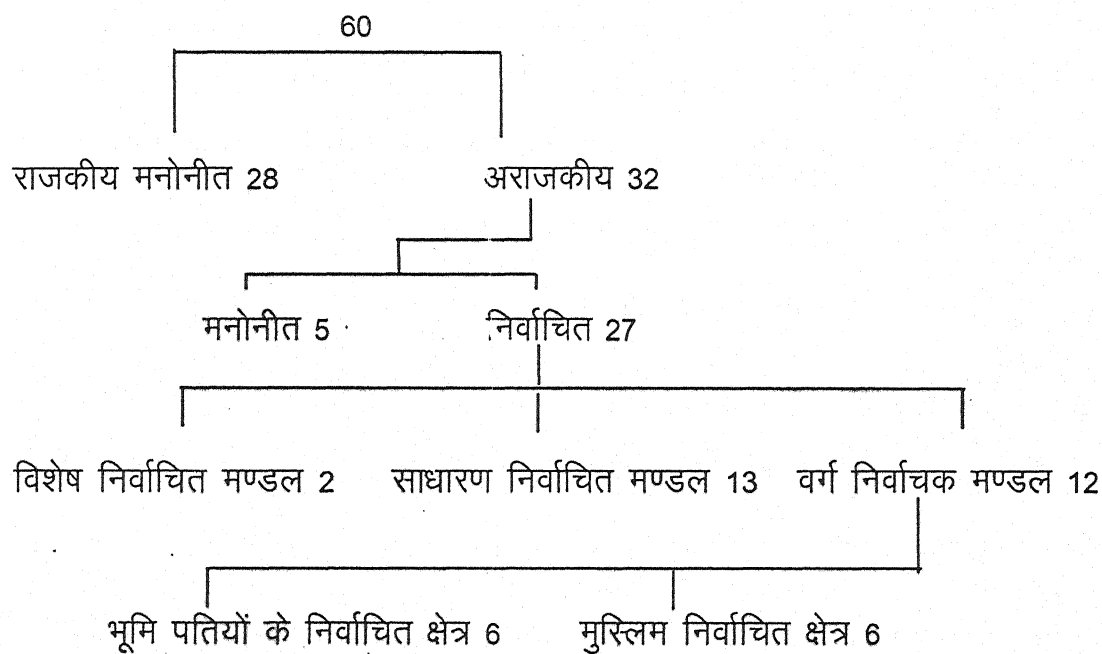 60
राजकीय मनोनीत 28 अराजकीय 32
मनोनीत 5 निर्वाचित 27
विशेष निर्वाचित मण्डल 2 साधारण निर्वाचित मण्डल 13 वर्ग निर्वाचक मण्डल 12
भूमि पतियों के निर्वाचित क्षेत्र 6 मुस्लिम निर्वाचित क्षेत्र 6